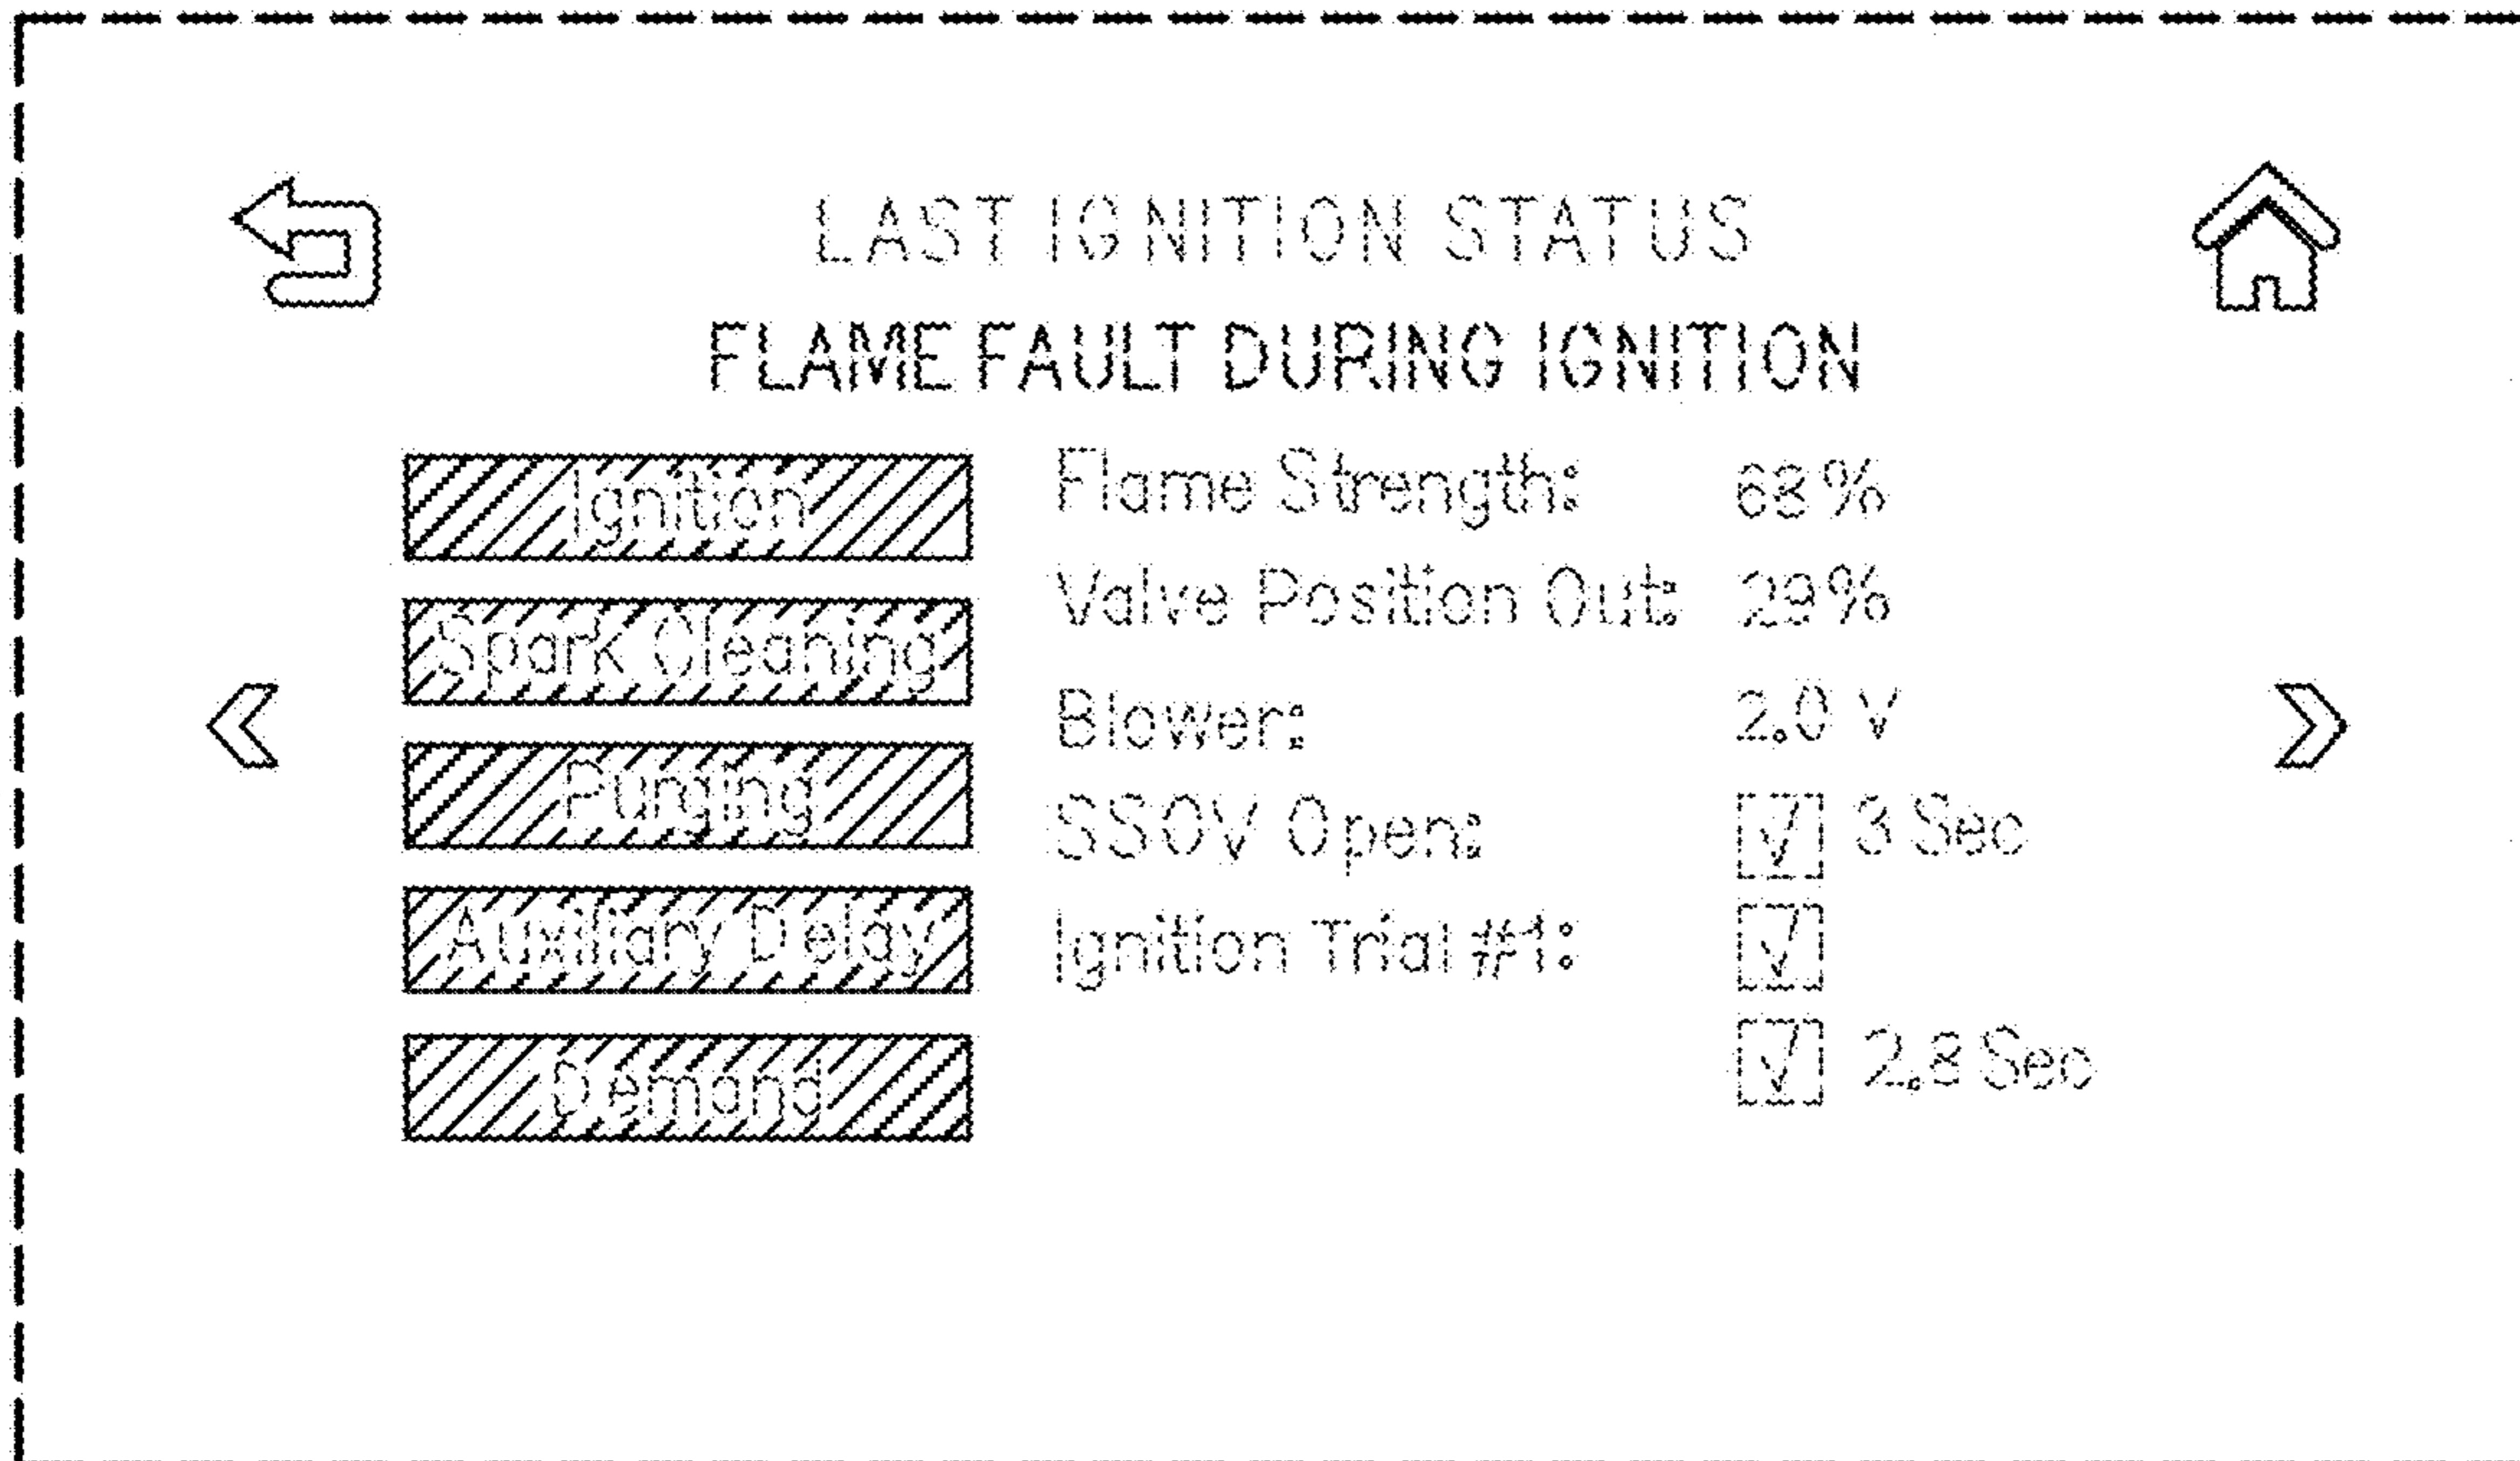 LAST IGNITION STATUS
FLAME FAULT DURING IGNITION
Ignition
Spark Cleaning
Purging
Auxiliary Delay
Demand
Flame Strength: 68%
Valve Position Out: 29%
Blower: 2.0 V
SSOV Open: 3 Sec
Ignition Trial #1:
2.8 Sec